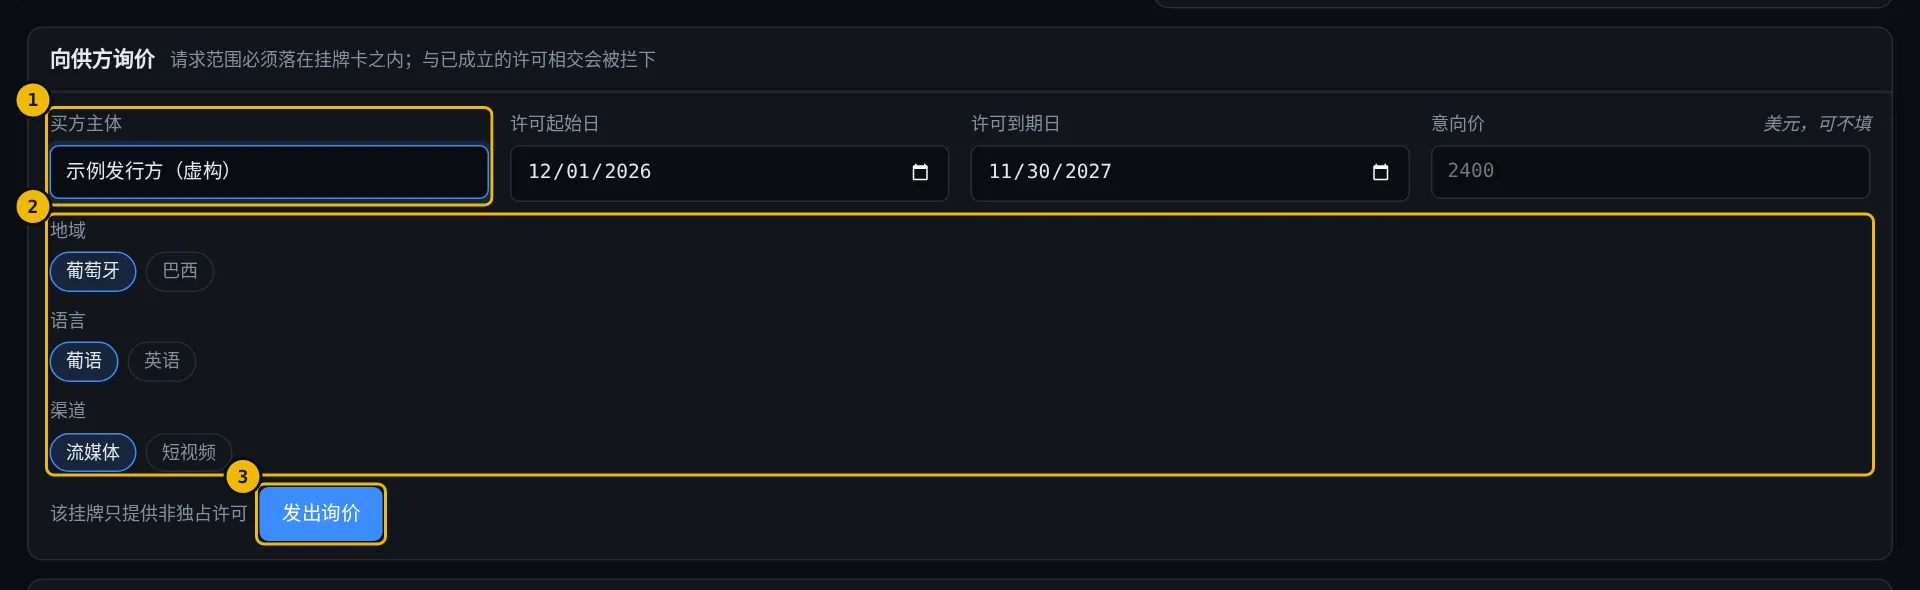 向供方询价 请求范围必须落在挂牌卡之内；与已成立的许可相交会被拦下
1
买方主体 许可起始日 许可到期日 意向价 美元，可不填
示例发行方（虚构） 12/01/2026 11/30/2027 2400
2
地域
葡萄牙 巴西
语言
葡语 英语
渠道
流媒体 短视频
3
该挂牌只提供非独占许可 发出询价